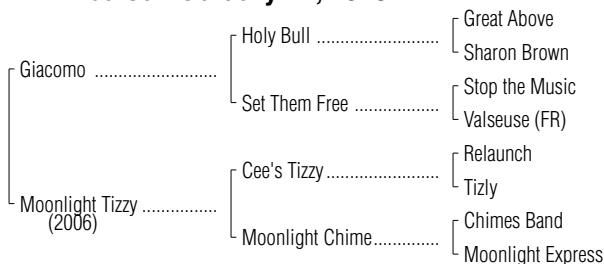 Great Above
Holy Bull ..............................
Sharon Brown
Giacomo ..............................
Stop the Music
Set Them Free .....................
Valseuse (FR)
Relaunch
Cee's Tizzy............................
Tizly
Moonlight Tizzy ...................
(2006)
Chimes Band
Moonlight Chime................
Moonlight Express